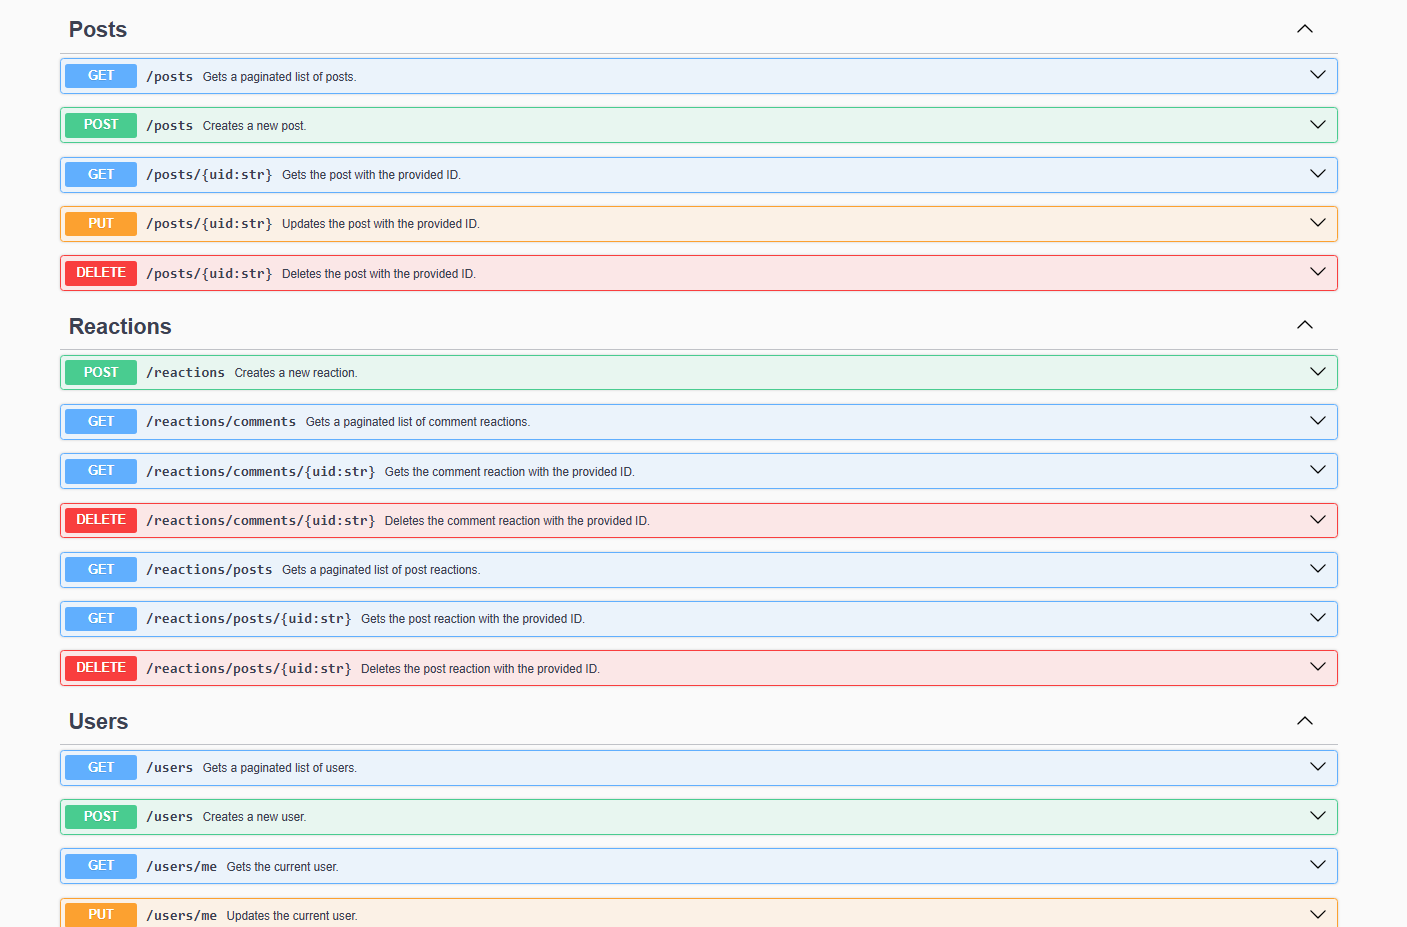 Posts
GET /posts Gets a paginated list of posts.
POST /posts Creates a new post.
GET /posts/{uid:str} Gets the post with the provided ID.
PUT /posts/{uid:str} Updates the post with the provided ID.
DELETE /posts/{uid:str} Deletes the post with the provided ID.
Reactions
POST /reactions Creates a new reaction.
GET /reactions/comments Gets a paginated list of comment reactions.
GET /reactions/comments/{uid:str} Gets the comment reaction with the provided ID.
DELETE /reactions/comments/{uid:str} Deletes the comment reaction with the provided ID.
GET /reactions/posts Gets a paginated list of post reactions.
GET /reactions/posts/{uid:str} Gets the post reaction with the provided ID.
DELETE /reactions/posts/{uid:str} Deletes the post reaction with the provided ID.
Users
GET /users Gets a paginated list of users.
POST /users Creates a new user.
GET /users/me Gets the current user.
PUT /users/me Updates the current user.